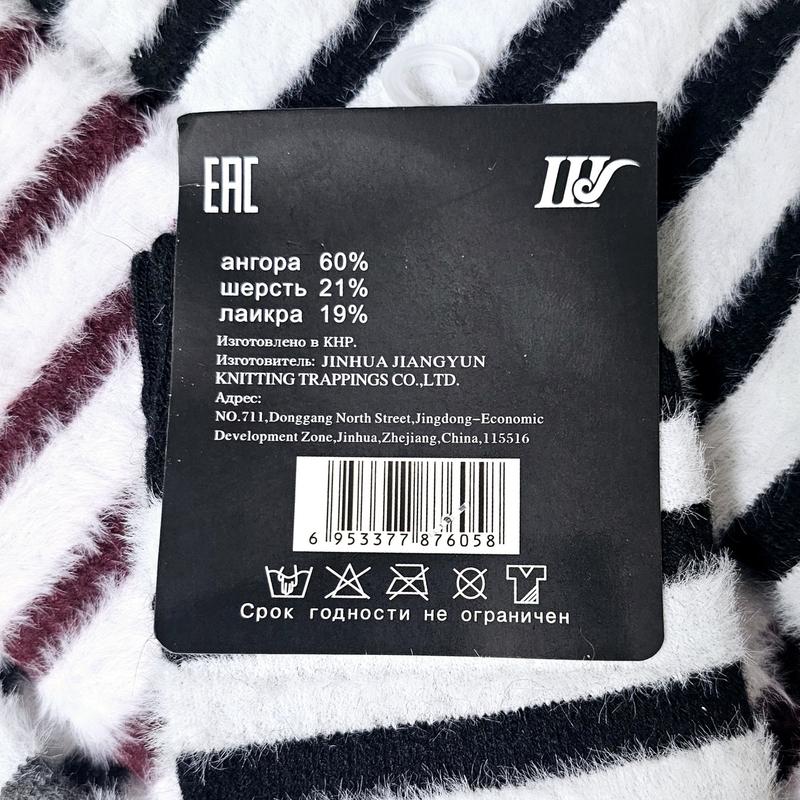 EAC
ангора 60%
шерсть 21%
лаикра 19%
Изготовлено в КНР.
Изготовитель: JINHUA JIANGYUN
KNITTING TRAPPINGS CO.,LTD.
Адрес:
NO.711,Donggang North Street,Jingdong-Economic
Development Zone,Jinhua,Zhejiang,China,115516
6 953377 876058
Срок годности не ограничен